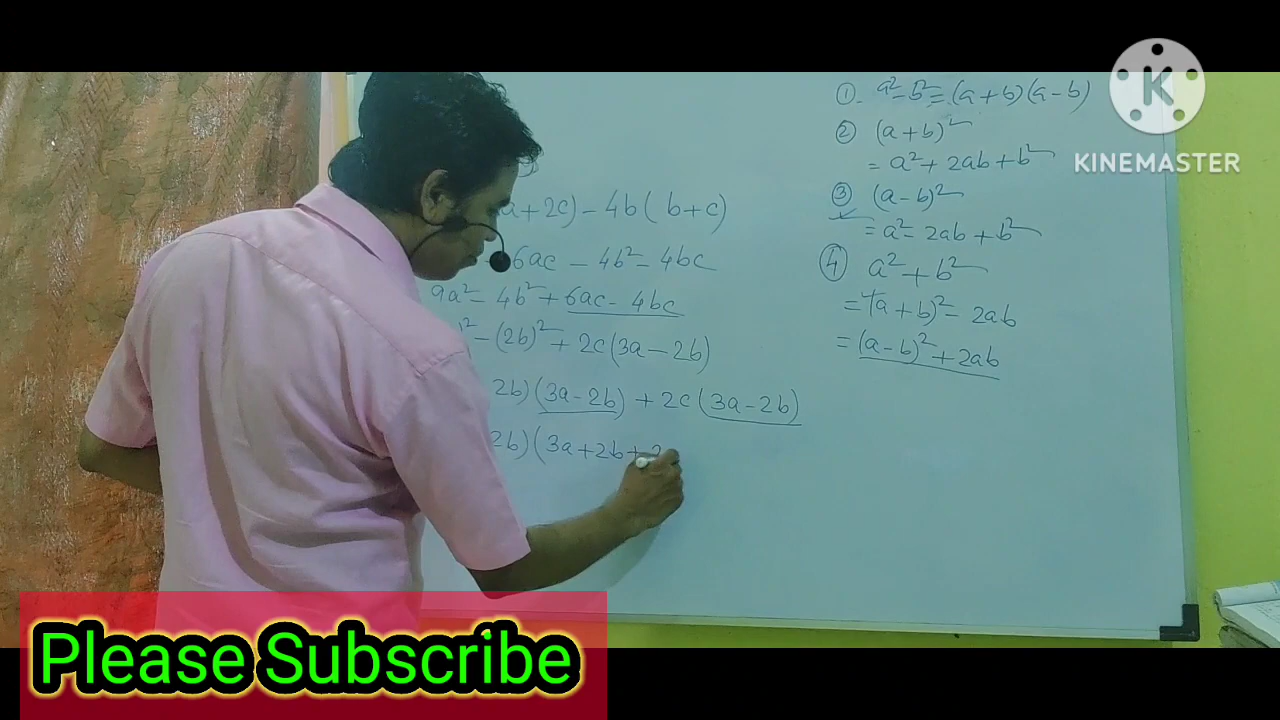 a + 2c) - 4b ( b + c)
6ac - 4b² - 4bc
9a² - 4b² + 6ac - 4bc
² - (2b)² + 2c(3a - 2b)
2b) (3a - 2b) + 2c (3a - 2b)
2b) (3a + 2b + 2
① a² - b² = (a + b) (a - b)
② (a + b)²
= a² + 2ab + b²
③ (a - b)²
= a² - 2ab + b²
④ a² + b²
= (a + b)² - 2ab
= (a - b)² + 2ab
K
KINEMASTER
Please Subscribe